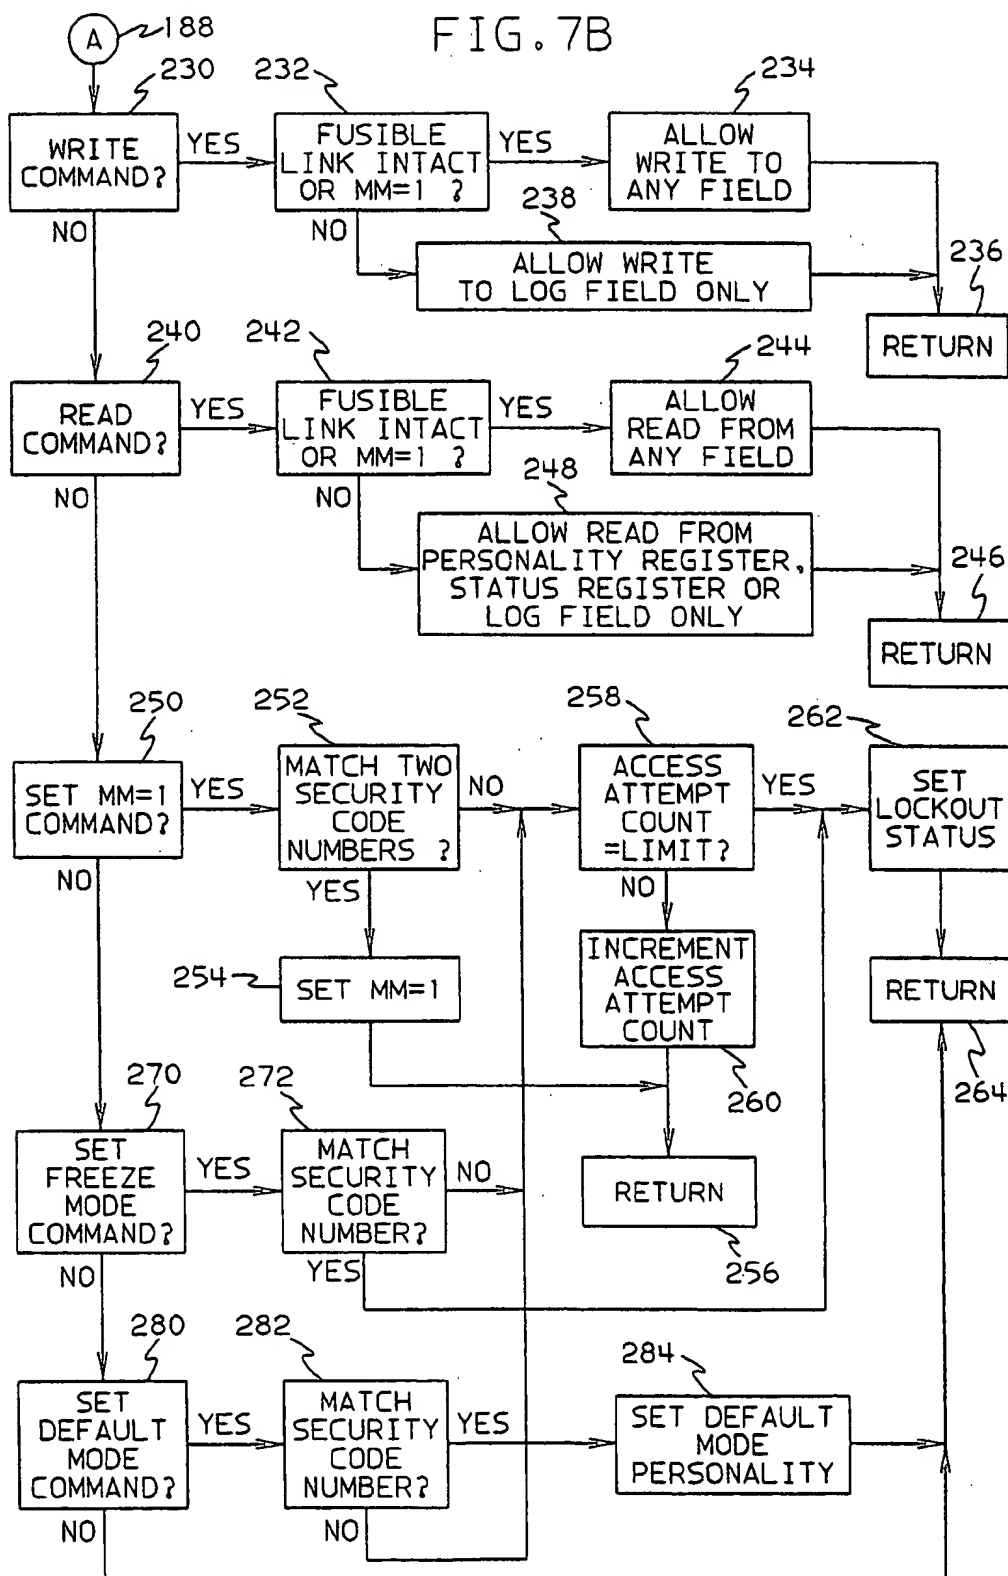 FIG.7B
A
188
230
232
234
WRITE
COMMAND?
YES
FUSIBLE
LINK INTACT
OR MM=1 ?
YES
ALLOW
WRITE TO
ANY FIELD
NO
NO
238
ALLOW WRITE
TO LOG FIELD ONLY
236
RETURN
240
242
244
READ
COMMAND?
YES
FUSIBLE
LINK INTACT
OR MM=1 ?
YES
ALLOW
READ FROM
ANY FIELD
NO
NO
248
ALLOW READ FROM
PERSONALITY REGISTER,
STATUS REGISTER OR
LOG FIELD ONLY
246
RETURN
250
252
258
262
SET MM=1
COMMAND?
YES
MATCH TWO
SECURITY
CODE
NUMBERS ?
NO
ACCESS
ATTEMPT
COUNT
=LIMIT?
YES
SET
LOCKOUT
STATUS
NO
YES
NO
254
SET MM=1
INCREMENT
ACCESS
ATTEMPT
COUNT
RETURN
260
264
270
272
SET
FREEZE
MODE
COMMAND?
YES
MATCH
SECURITY
CODE
NUMBER?
NO
RETURN
256
NO
YES
280
282
284
SET
DEFAULT
MODE
COMMAND?
YES
MATCH
SECURITY
CODE
NUMBER?
YES
SET DEFAULT
MODE
PERSONALITY
NO
NO